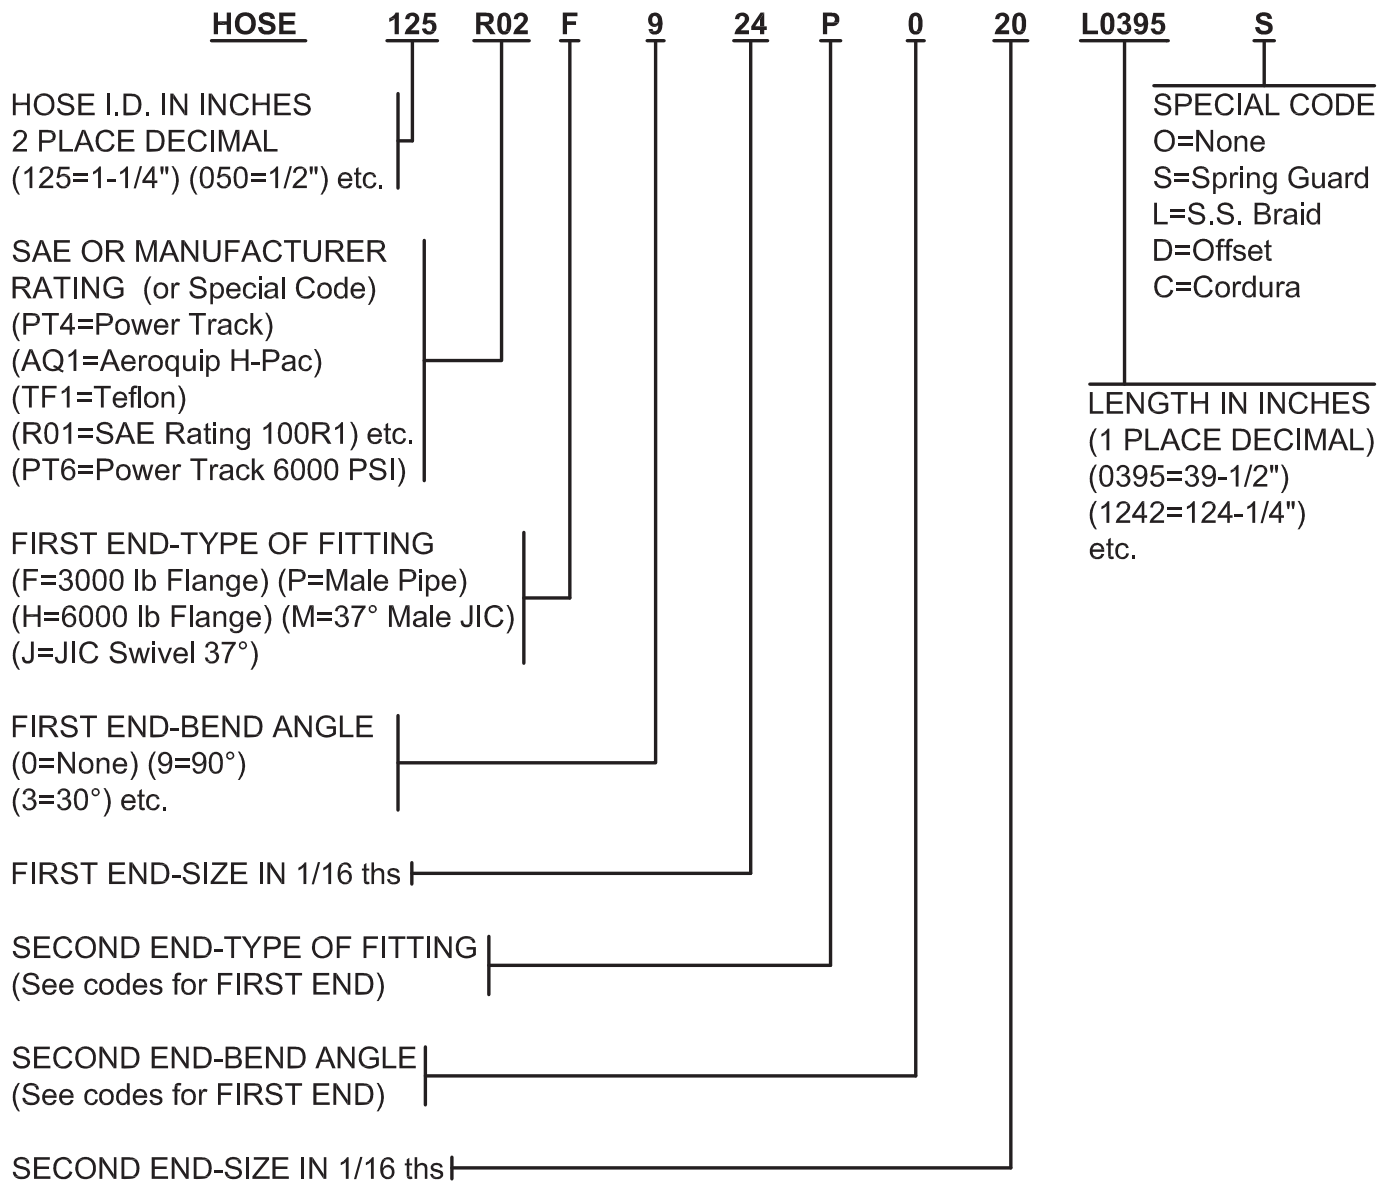 HOSE 125 R02 F 9 24 P 0 20 L0395 S
HOSE I.D. IN INCHES
2 PLACE DECIMAL
(125=1-1/4") (050=1/2") etc.
SAE OR MANUFACTURER
RATING (or Special Code)
(PT4=Power Track)
(AQ1=Aeroquip H-Pac)
(TF1=Teflon)
(R01=SAE Rating 100R1) etc.
(PT6=Power Track 6000 PSI)
FIRST END-TYPE OF FITTING
(F=3000 lb Flange) (P=Male Pipe)
(H=6000 lb Flange) (M=37° Male JIC)
(J=JIC Swivel 37°)
FIRST END-BEND ANGLE
(0=None) (9=90°)
(3=30°) etc.
FIRST END-SIZE IN 1/16 ths
SECOND END-TYPE OF FITTING
(See codes for FIRST END)
SECOND END-BEND ANGLE
(See codes for FIRST END)
SECOND END-SIZE IN 1/16 ths
SPECIAL CODE
O=None
S=Spring Guard
L=S.S. Braid
D=Offset
C=Cordura
LENGTH IN INCHES
(1 PLACE DECIMAL)
(0395=39-1/2")
(1242=124-1/4")
etc.